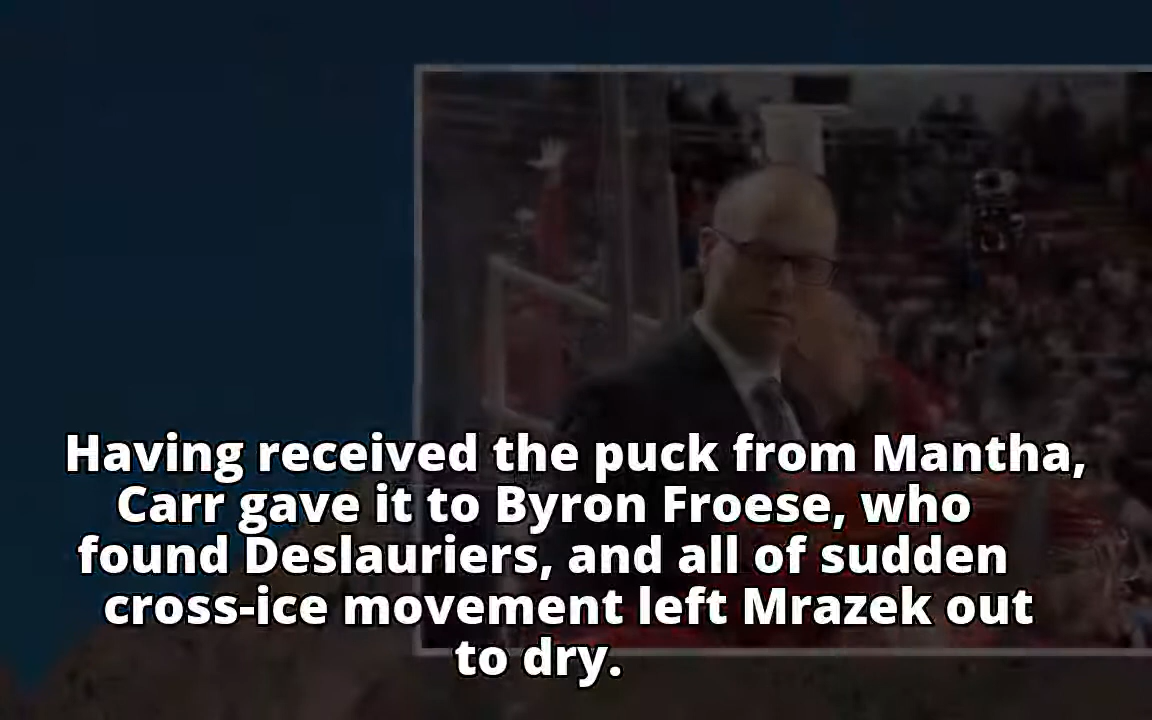 Having received the puck from Mantha,
Carr gave it to Byron Froese, who
found Deslauriers, and all of sudden
cross-ice movement left Mrazek out
to dry.